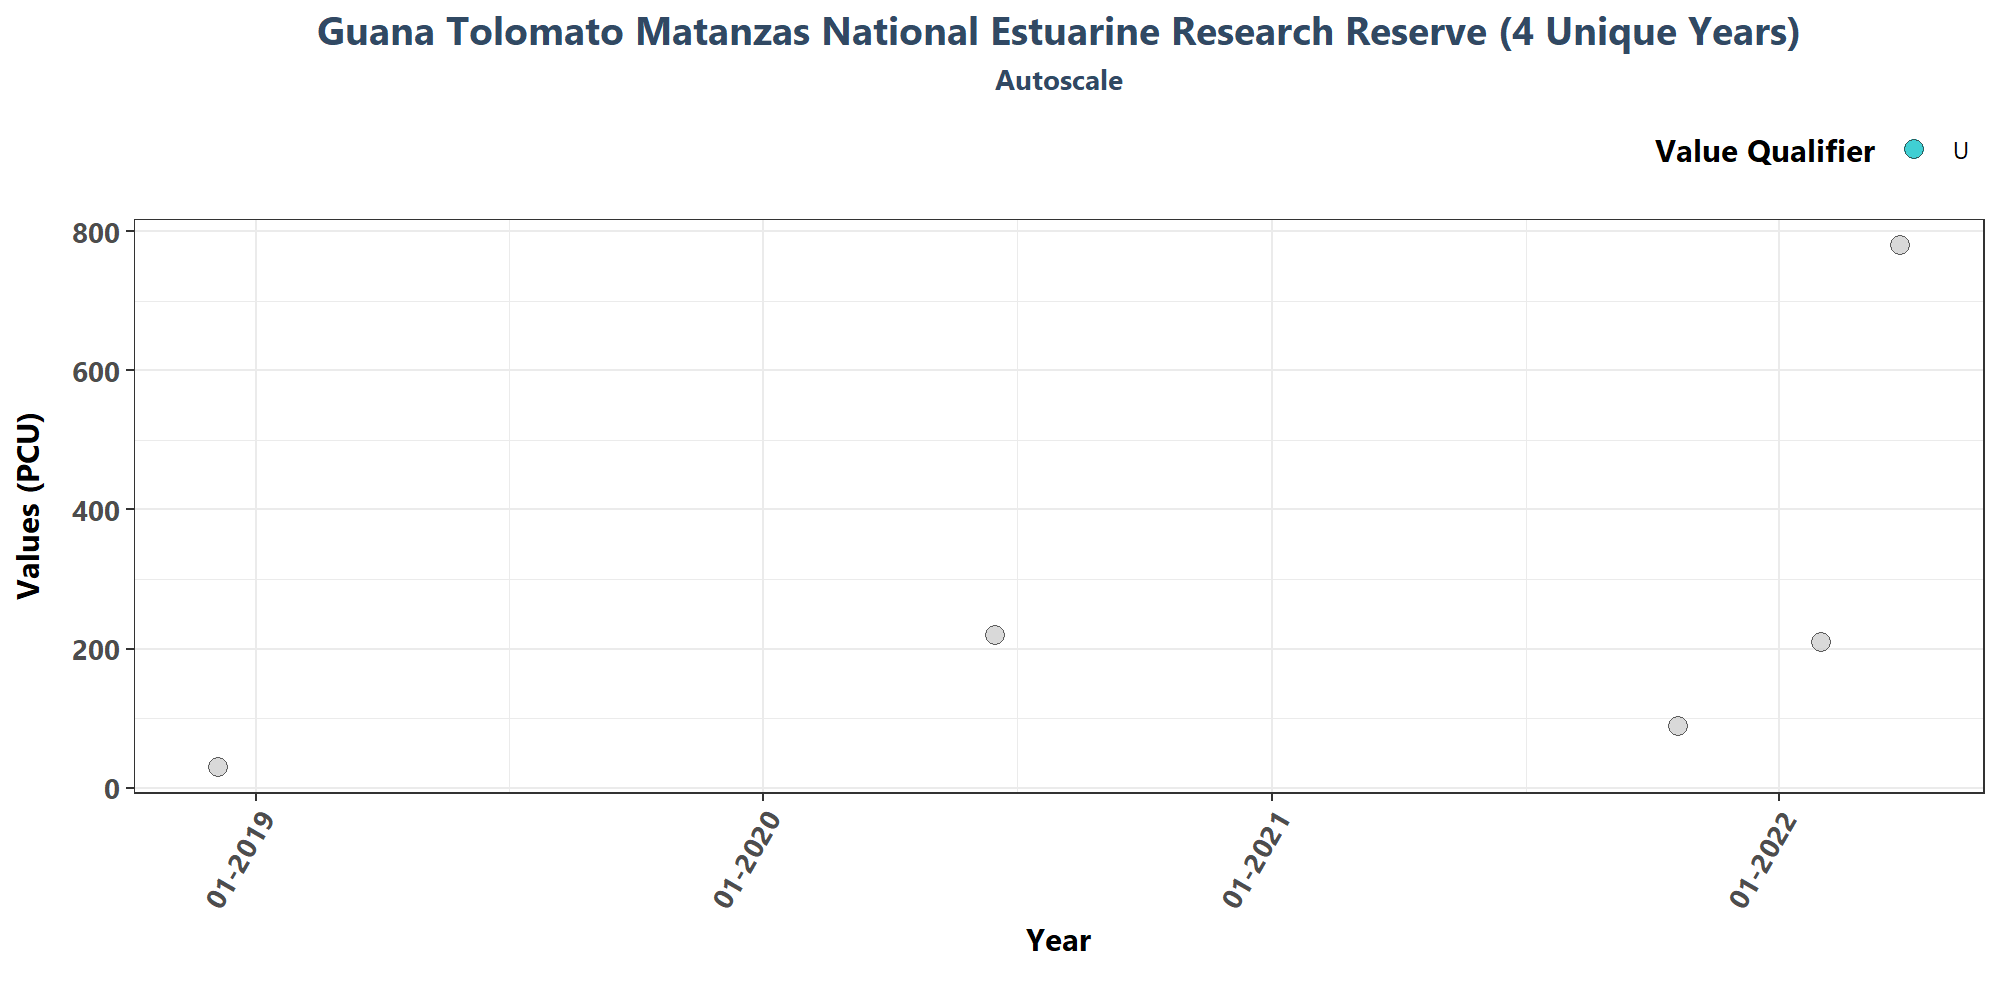 Guana Tolomato Matanzas National Estuarine Research Reserve (4 Unique Years)
Autoscale
Value Qualifier U
Values (PCU)
800
600
400
200
0
01-2019
01-2020
01-2021
01-2022
Year